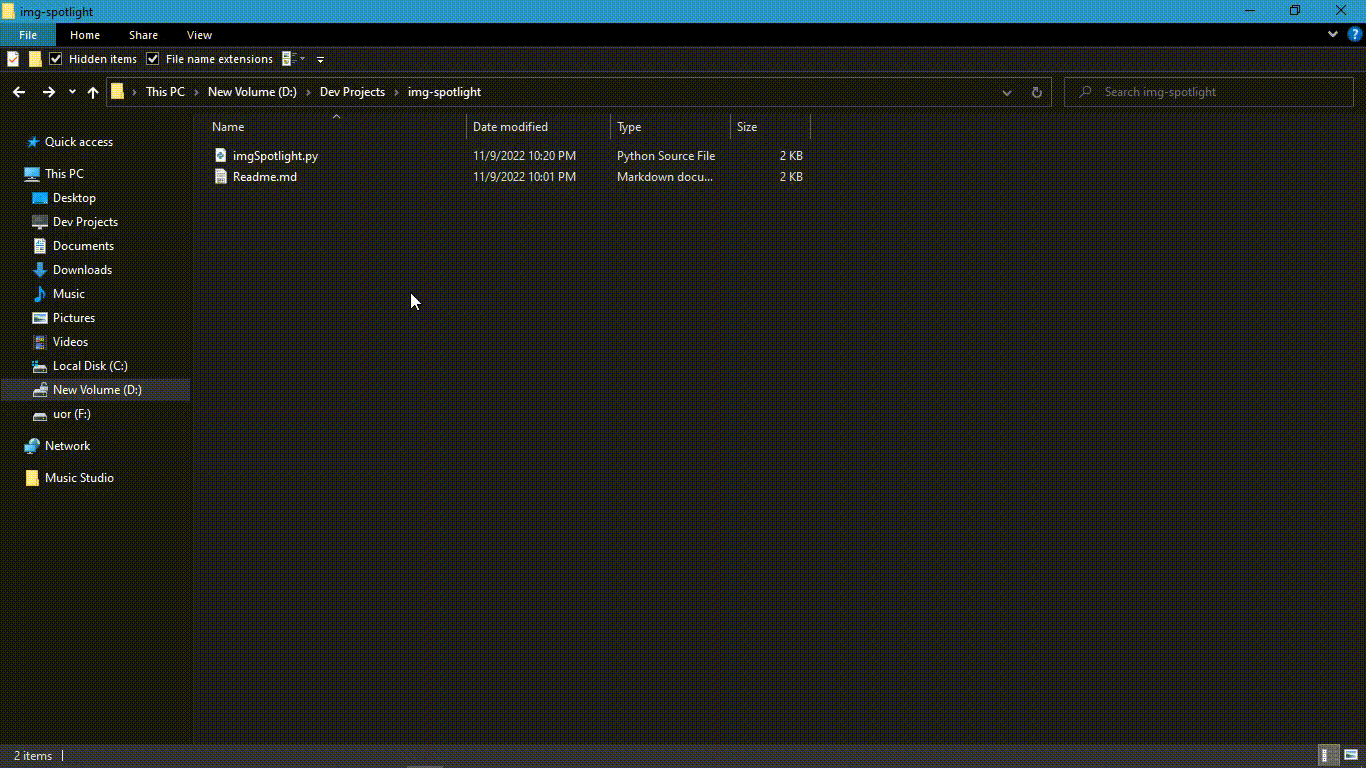 img-spotlight
File Home Share View
Hidden items File name extensions
This PC New Volume (D:) Dev Projects img-spotlight Search img-spotlight
Name Date modified Type Size
imgSpotlight.py 11/9/2022 10:20 PM Python Source File 2 KB
Readme.md 11/9/2022 10:01 PM Markdown docu... 2 KB
Quick access
This PC
Desktop
Dev Projects
Documents
Downloads
Music
Pictures
Videos
Local Disk (C:)
New Volume (D:)
uor (F:)
Network
Music Studio
2 items